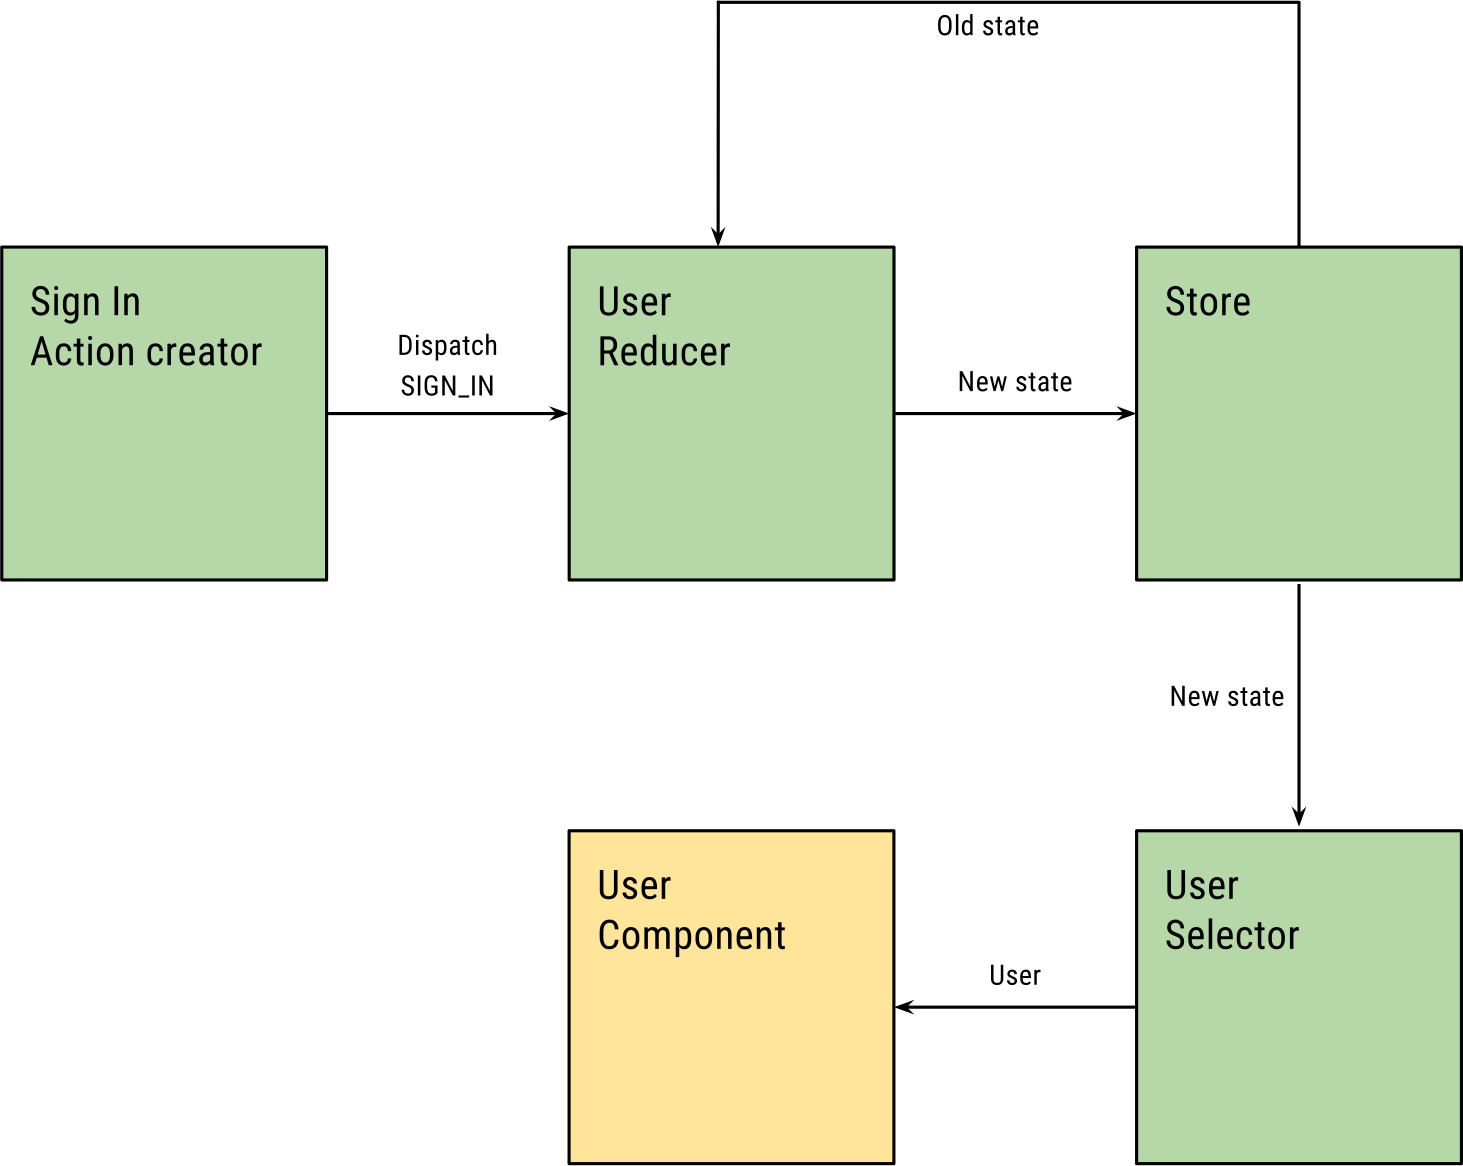 Old state
Sign In
Action creator
Dispatch
SIGN_IN
User
Reducer
New state
Store
New state
User
Component
User
User
Selector